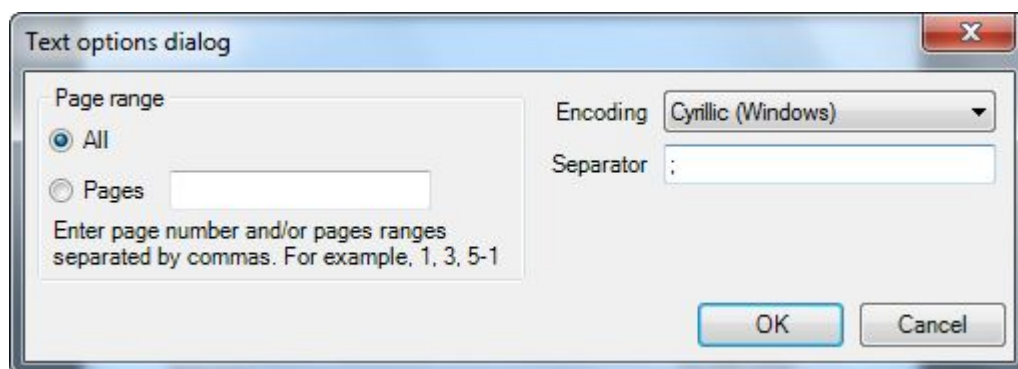 Text options dialog
Page range
All
Pages
Enter page number and/or pages ranges
separated by commas. For example, 1, 3, 5-1
Encoding Cyrillic (Windows)
Separator ;
OK Cancel